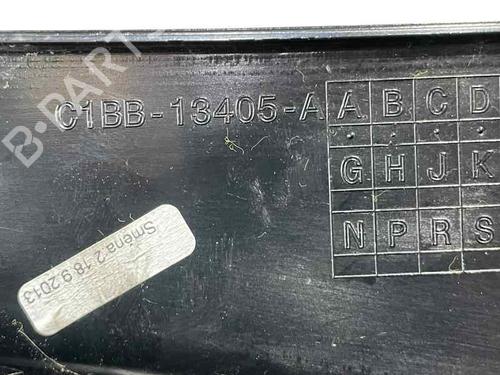 C1BB-13405-A
A B C D
G H J K
N P R S
Směna 2 18.9.2013
B-PARTS